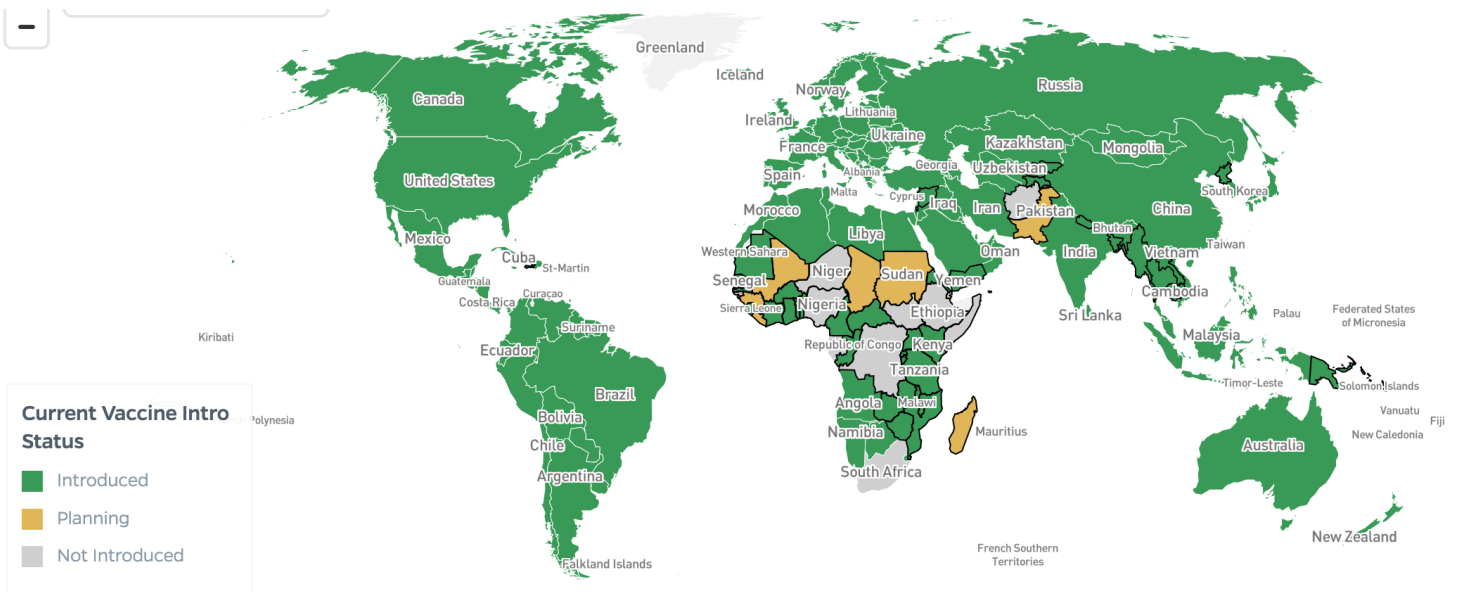 Greenland
Iceland
Russia
Norway
Canada
Lithuania
Ireland
Ukraine
France
Kazakhstan
Mongolia
Georgia
Uzbekistan
Spain
Albania
United States
South Korea
Malta
Cyprus
Iraq
Iran
Pakistan
China
Morocco
Bhutan
Libya
Mexico
Taiwan
Western Sahara
Oman
India
Vietnam
Cuba
St-Martin
Niger
Sudan
Senegal
Yemen
Guatemala
Cambodia
Curaçao
Costa Rica
Nigeria
Sierra Leone
Ethiopia
Sri Lanka
Palau
Federated States
of Micronesia
Suriname
Kiribati
Malaysia
Republic of Congo
Kenya
Ecuador
Tanzania
Timor-Leste
Solomon Islands
Brazil
Angola
Malawi
Vanuatu
Current Vaccine Intro
Status
Polynesia
Bolivia
Fiji
Namibia
Mauritius
New Caledonia
Chile
Australia
South Africa
Argentina
Introduced
Planning
New Zealand
Not Introduced
French Southern
Territories
Falkland Islands